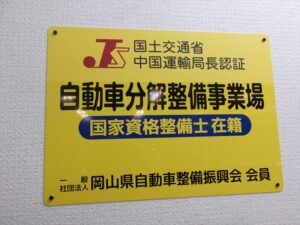 JS 国土交通省
中国運輸局長認証
自動車分解整備事業場
国家資格整備士在籍
一般
社団法人 岡山県自動車整備振興会 会員